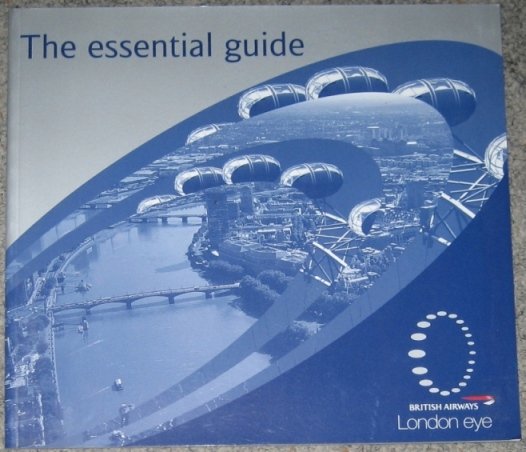 The essential guide
BRITISH AIRWAYS
London eye